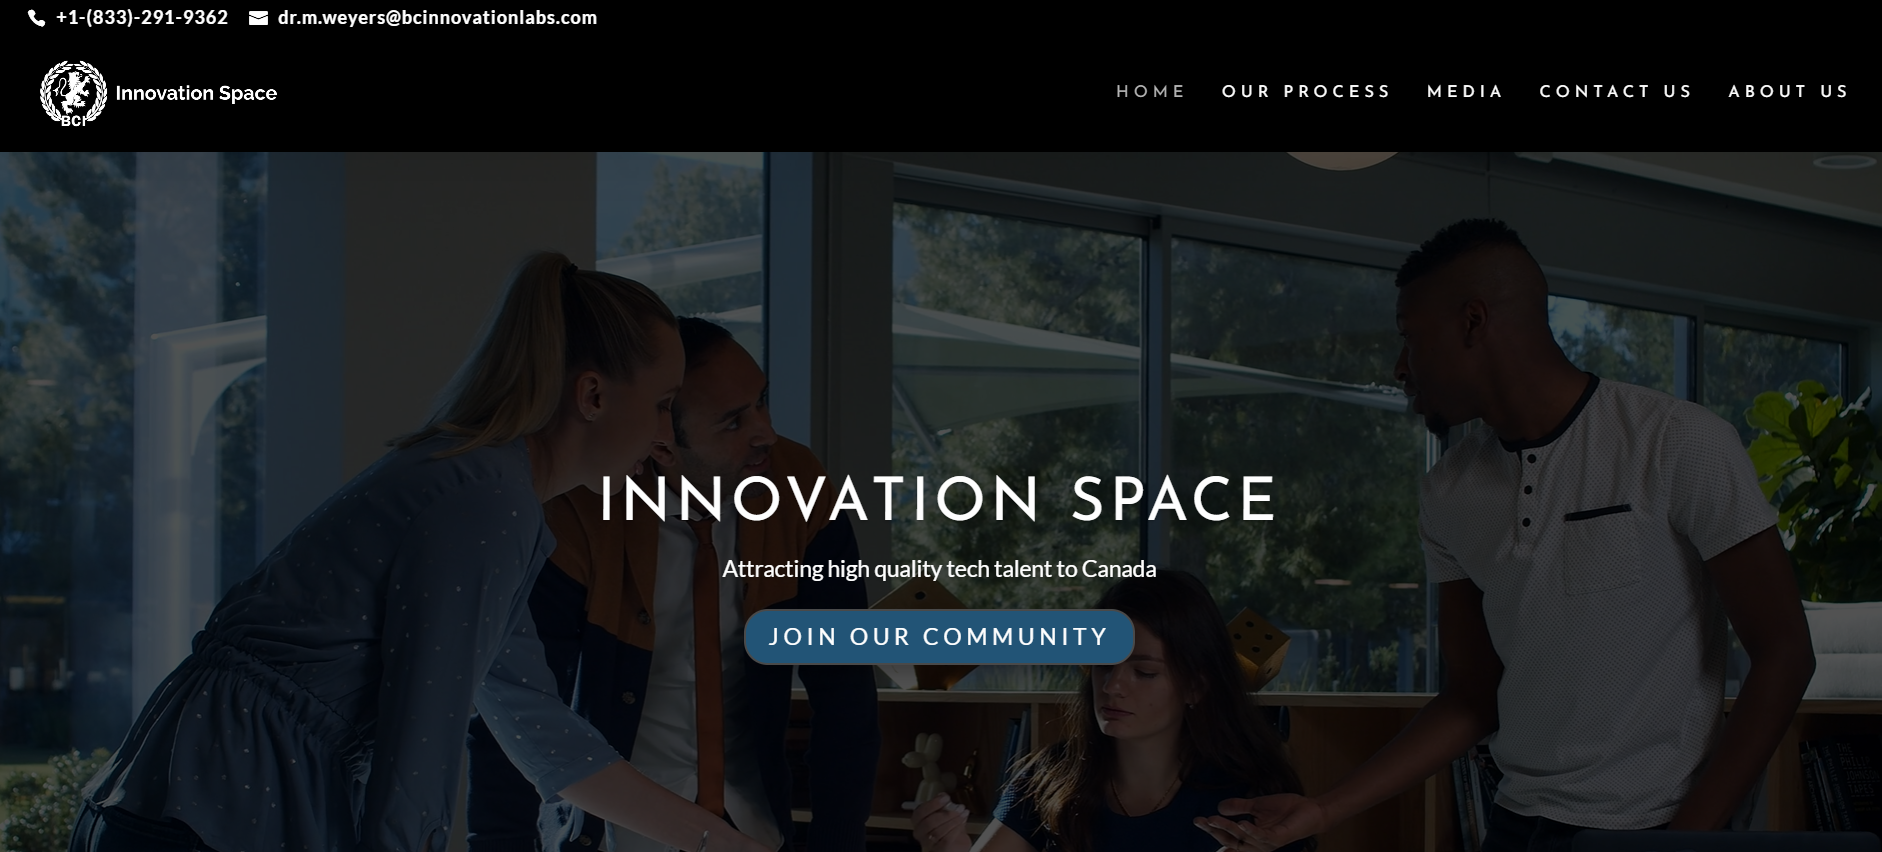 +1-(833)-291-9362 dr.m.weyers@bcinnovationlabs.com
BCI Innovation Space
HOME OUR PROCESS MEDIA CONTACT US ABOUT US
INNOVATION SPACE
Attracting high quality tech talent to Canada
JOIN OUR COMMUNITY